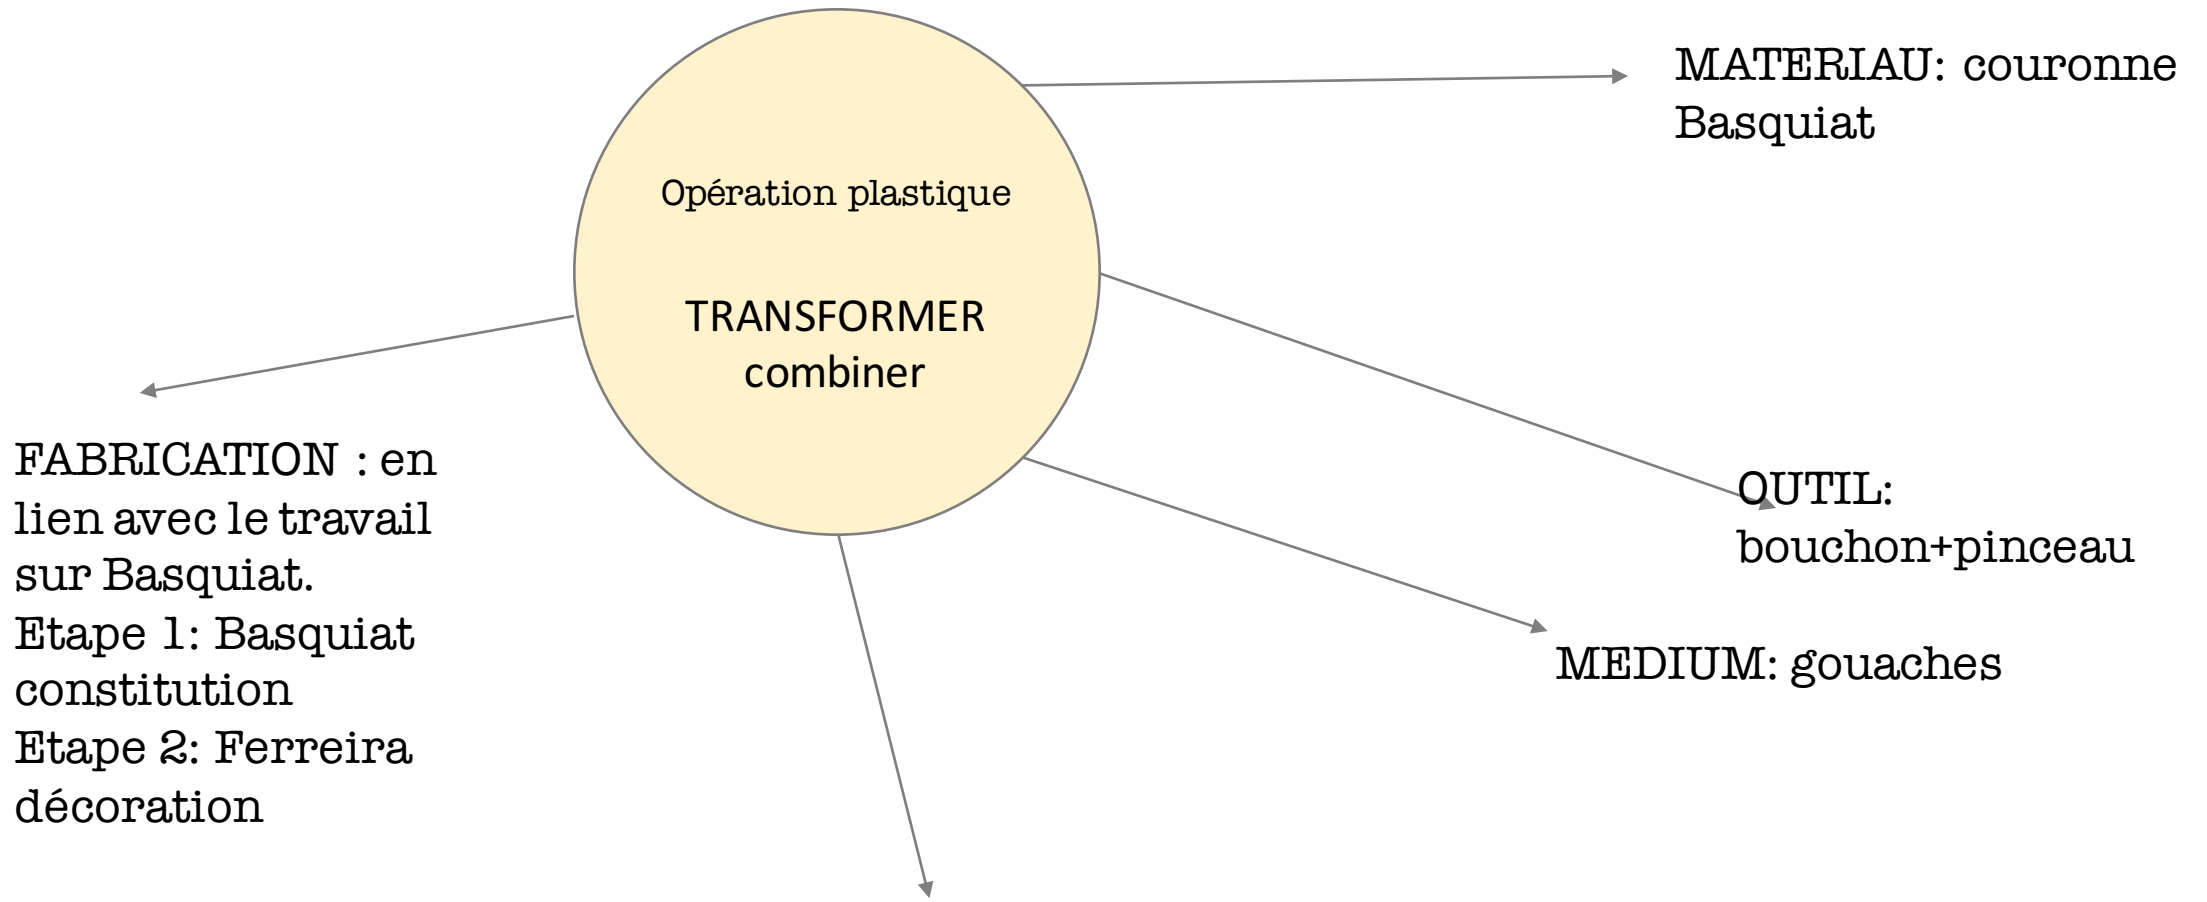 Opération plastique
TRANSFORMER
combiner
MATERIAU: couronne
Basquiat
OUTIL:
bouchon+pinceau
MEDIUM: gouaches
FABRICATION : en
lien avec le travail
sur Basquiat.
Etape 1: Basquiat
constitution
Etape 2: Ferreira
décoration